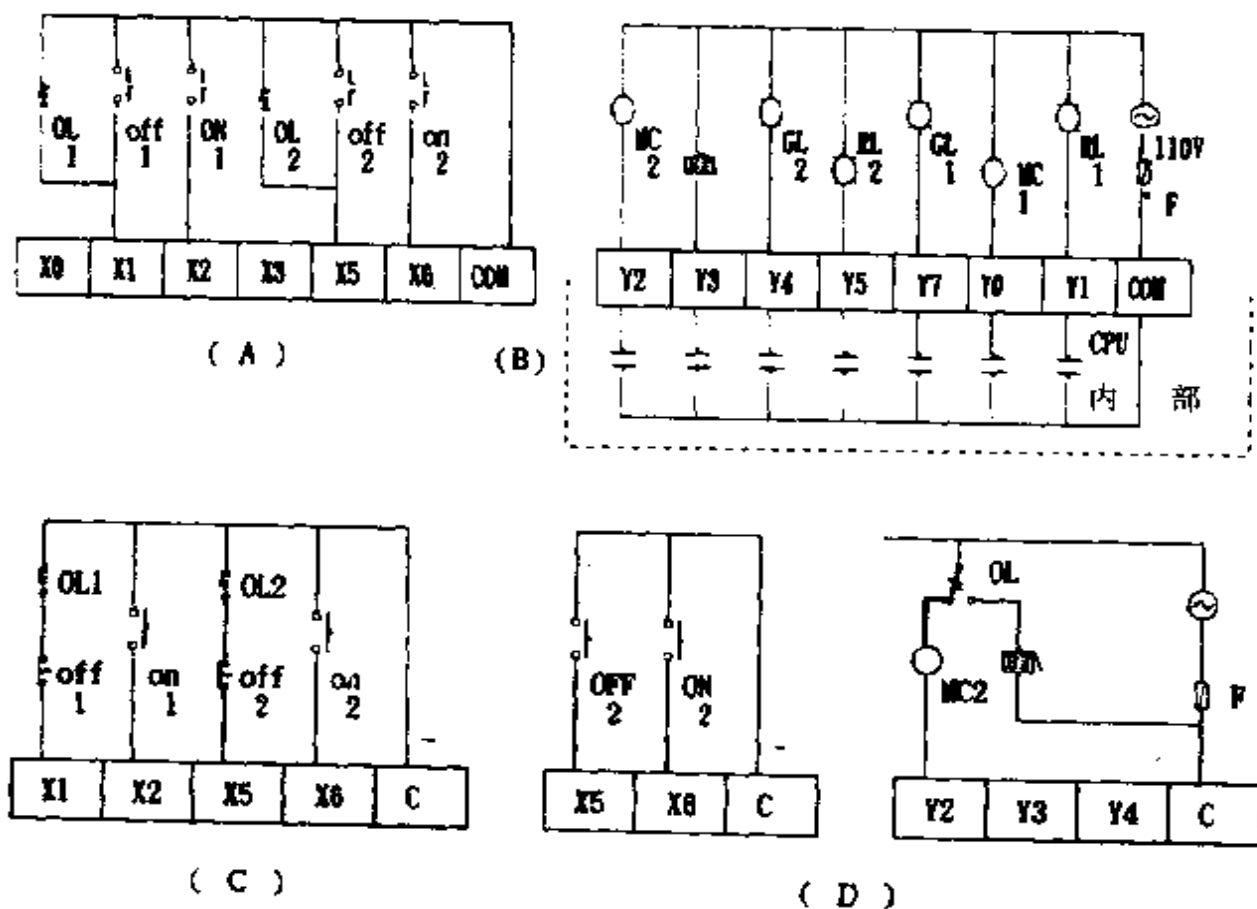 OL 1
off 1
ON 1
OL 2
off 2
on 2
X0 X1 X2 X3 X5 X6 COM
( A )
MC 2
GL 2
RL 2
GL 1
MC 1
RL 1
110V
F
Y2 Y3 Y4 Y5 Y7 Y0 Y1 COM
CPU
内 部
(B)
OL1
off 1
on 1
OL2
off 2
on 2
X1 X2 X5 X6 C
( C )
OFF 2
ON 2
X5 X6 C
OL
MC2
F
Y2 Y3 Y4 C
( D )